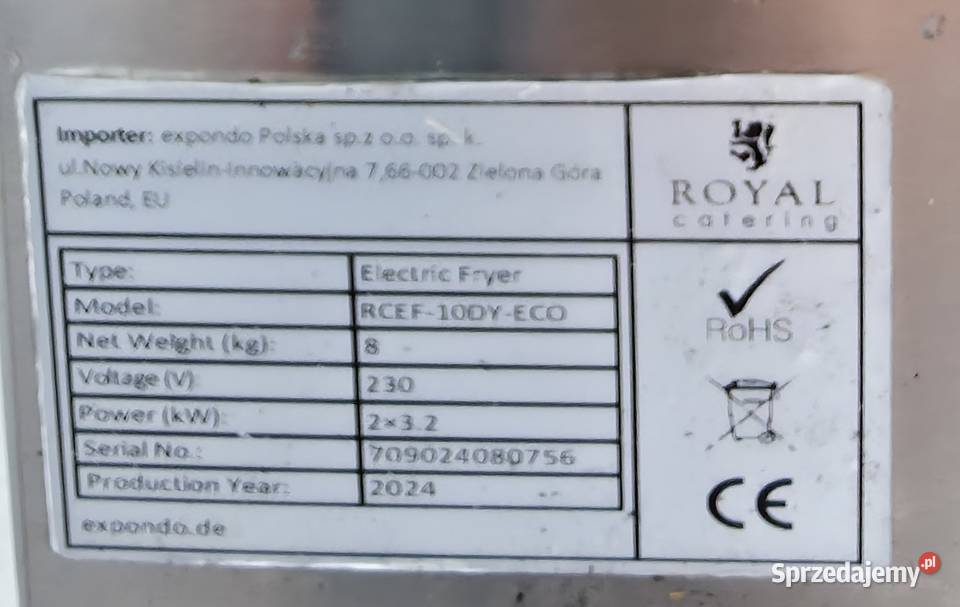 Importer: expondo Polska sp.z o.o. sp. k.
ul.Nowy Kisielin-Innowacyjna 7,66-002 Zielona Góra
Poland, EU
ROYAL
catering
Type: Electric Fryer
Model: RCEF-10DY-ECO
Net Weight (kg): 8
Voltage (V): 230
Power (kW): 2×3.2
Serial No.: 709024080756
Production Year: 2024
expondo.de
RoHS
CE
Sprzedajemy.pl